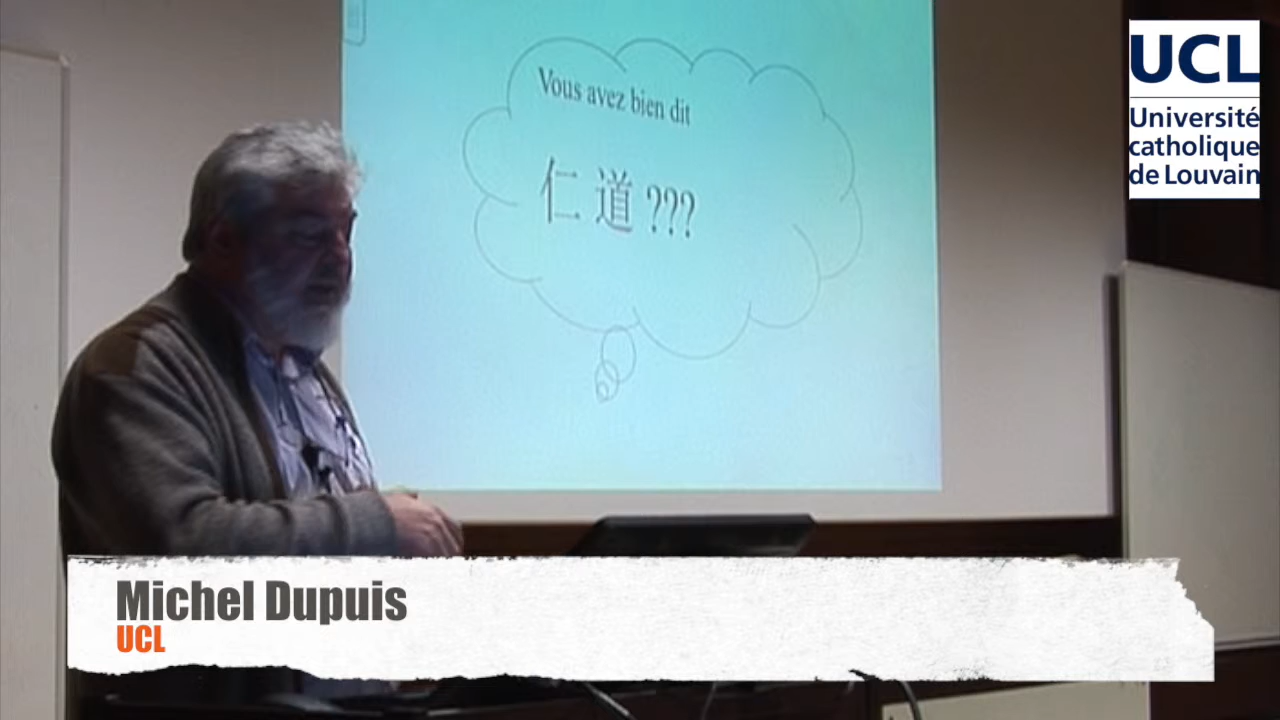 Vous avez bien dit
仁 道 ???
UCL
Université
catholique
de Louvain
Michel Dupuis
UCL